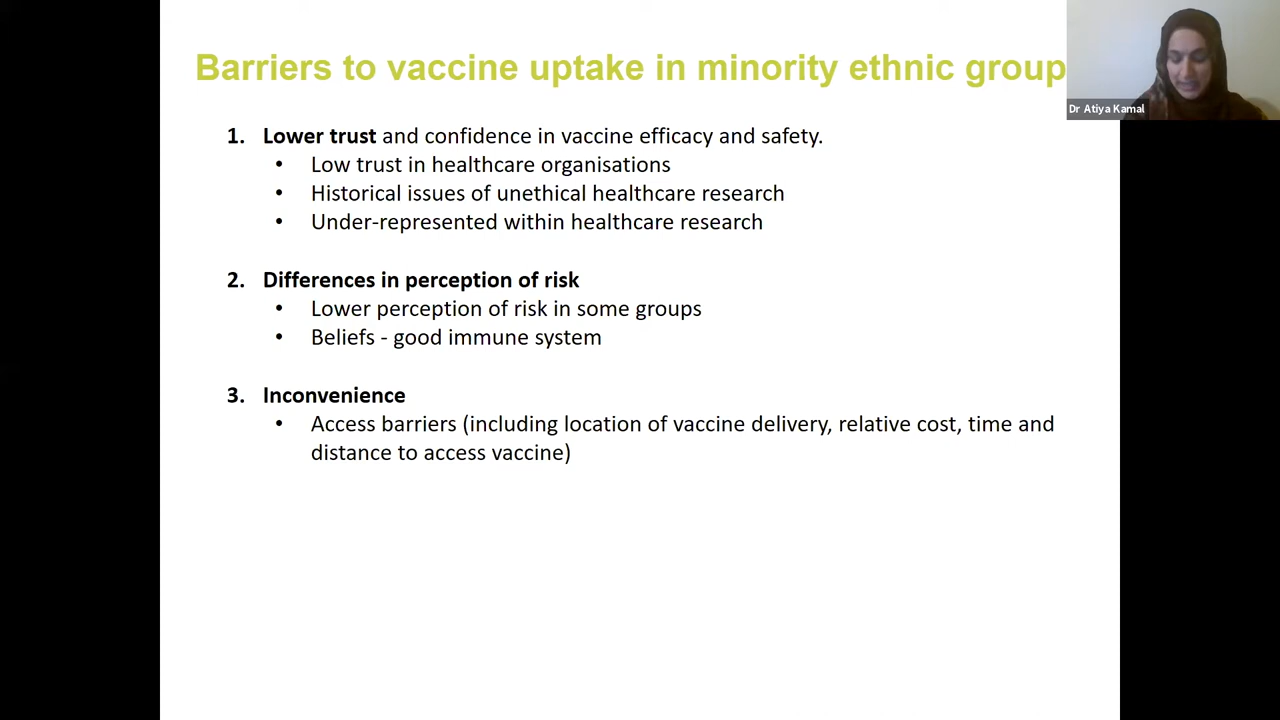 Barriers to vaccine uptake in minority ethnic group
Dr Atiya Kamal
1. Lower trust and confidence in vaccine efficacy and safety.
• Low trust in healthcare organisations
• Historical issues of unethical healthcare research
• Under-represented within healthcare research
2. Differences in perception of risk
• Lower perception of risk in some groups
• Beliefs - good immune system
3. Inconvenience
• Access barriers (including location of vaccine delivery, relative cost, time and
distance to access vaccine)